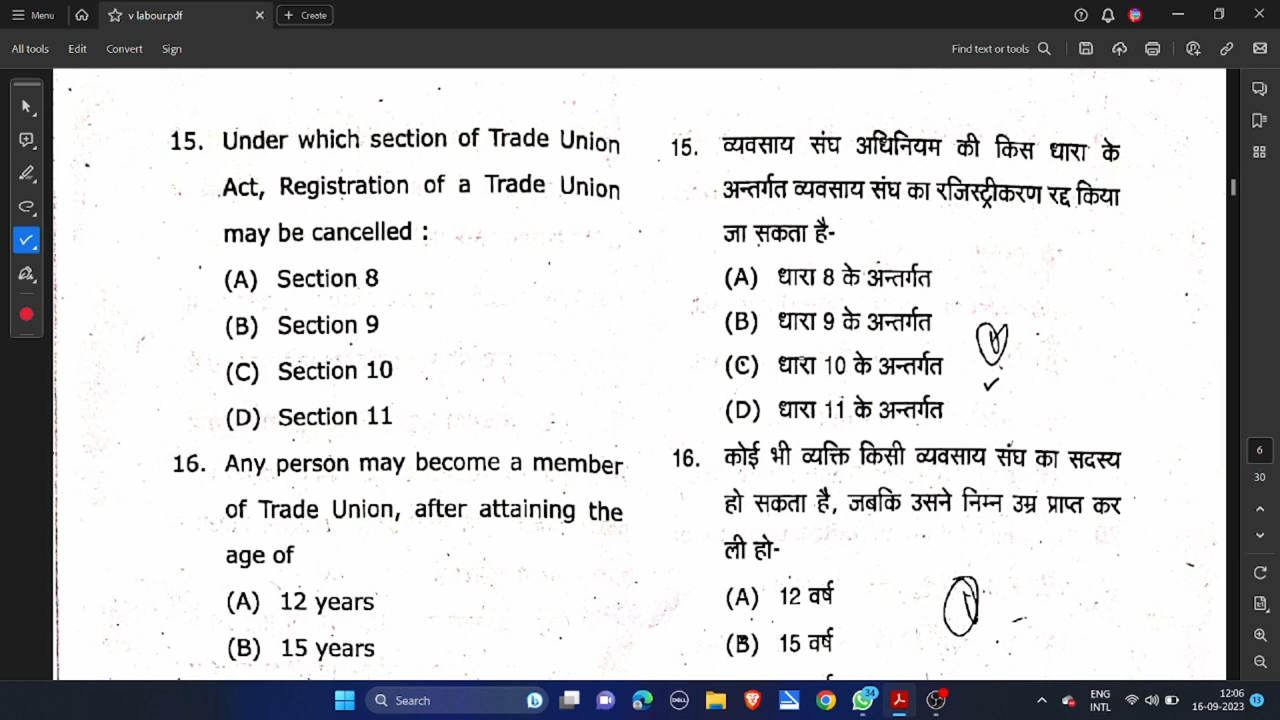 Menu
v labour.pdf
Create
All tools
Edit
Convert
Sign
Find text or tools
15. Under which section of Trade Union
Act, Registration of a Trade Union
may be cancelled :
(A) Section 8
(B) Section 9
(C) Section 10
(D) Section 11
16. Any person may become a member
of Trade Union, after attaining the
age of
(A) 12 years
(B) 15 years
15. व्यवसाय संघ अधिनियम की किस धारा के
अन्तर्गत व्यवसाय संघ का रजिस्ट्रीकरण रद्द किया
जा सकता है-
(A) धारा 8 के अन्तर्गत
(B) धारा 9 के अन्तर्गत
(C) धारा 10 के अन्तर्गत
(D) धारा 11 के अन्तर्गत
16. कोई भी व्यक्ति किसी व्यवसाय संघ का सदस्य
हो सकता है, जबकि उसने निम्न उम्र प्राप्त कर
ली हो-
(A) 12 वर्ष
(B) 15 वर्ष
6
30
Search
DELL
34
ENG
INTL
12:06
16-09-2023
13